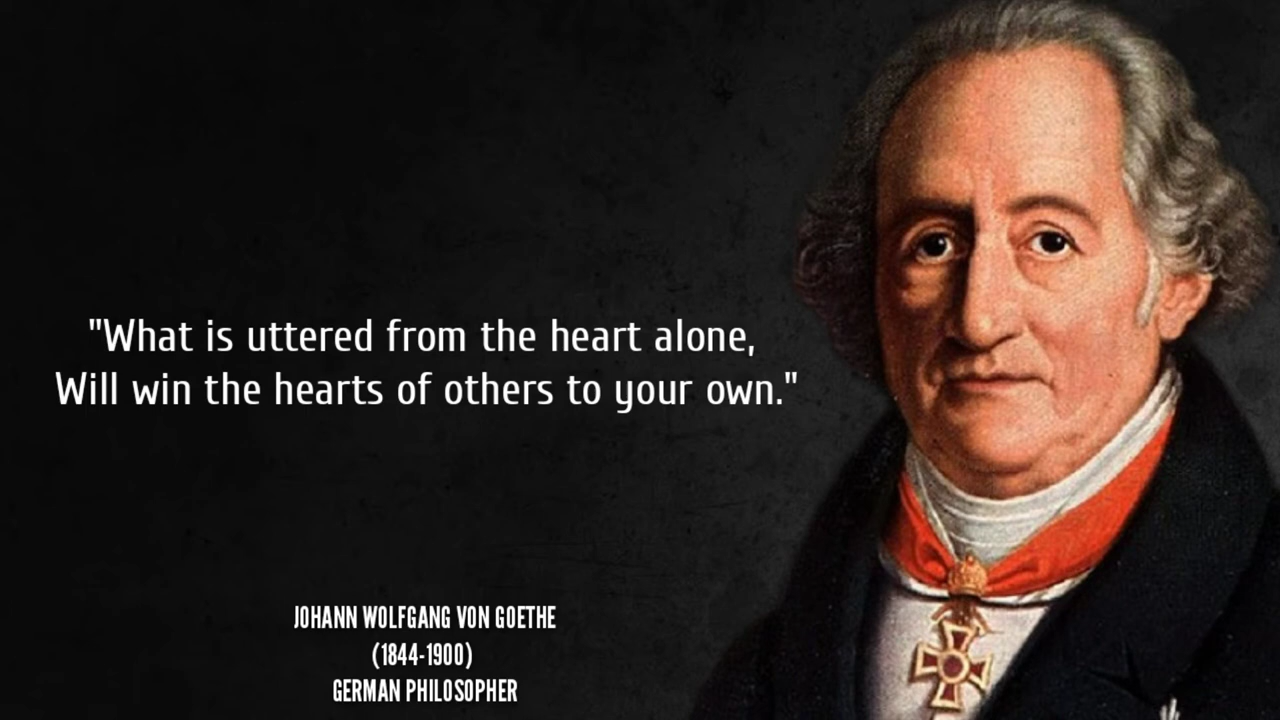 "What is uttered from the heart alone,
Will win the hearts of others to your own."
JOHANN WOLFGANG VON GOETHE
(1844-1900)
GERMAN PHILOSOPHER